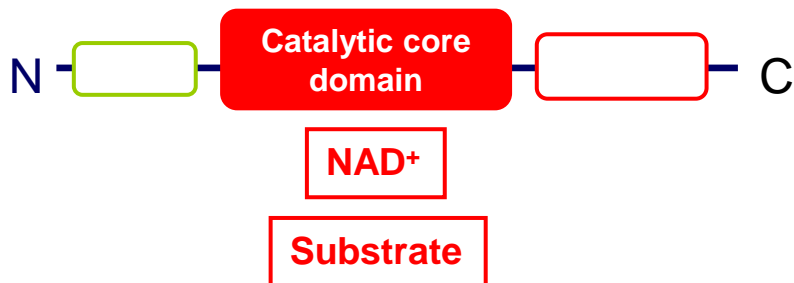 N
Catalytic core
domain
C
NAD⁺
Substrate